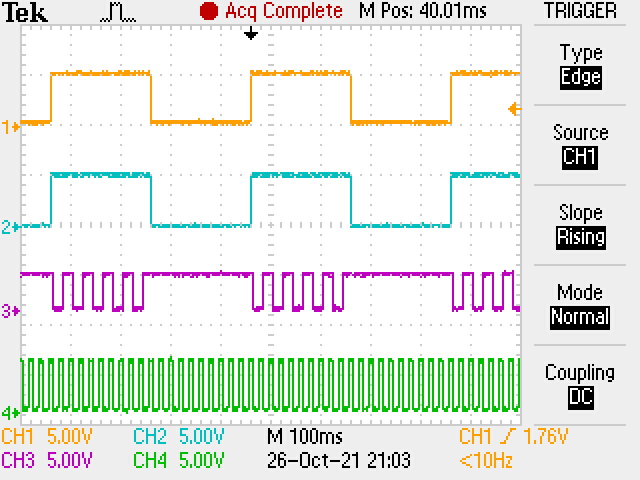 Tek Acq Complete M Pos: 40.01ms TRIGGER
Type
Edge
Source
CH1
Slope
Rising
Mode
Normal
Coupling
DC
1
2
3
4
CH1 5.00V CH2 5.00V M 100ms CH1 1.76V
CH3 5.00V CH4 5.00V 26-Oct-21 21:03 <10Hz